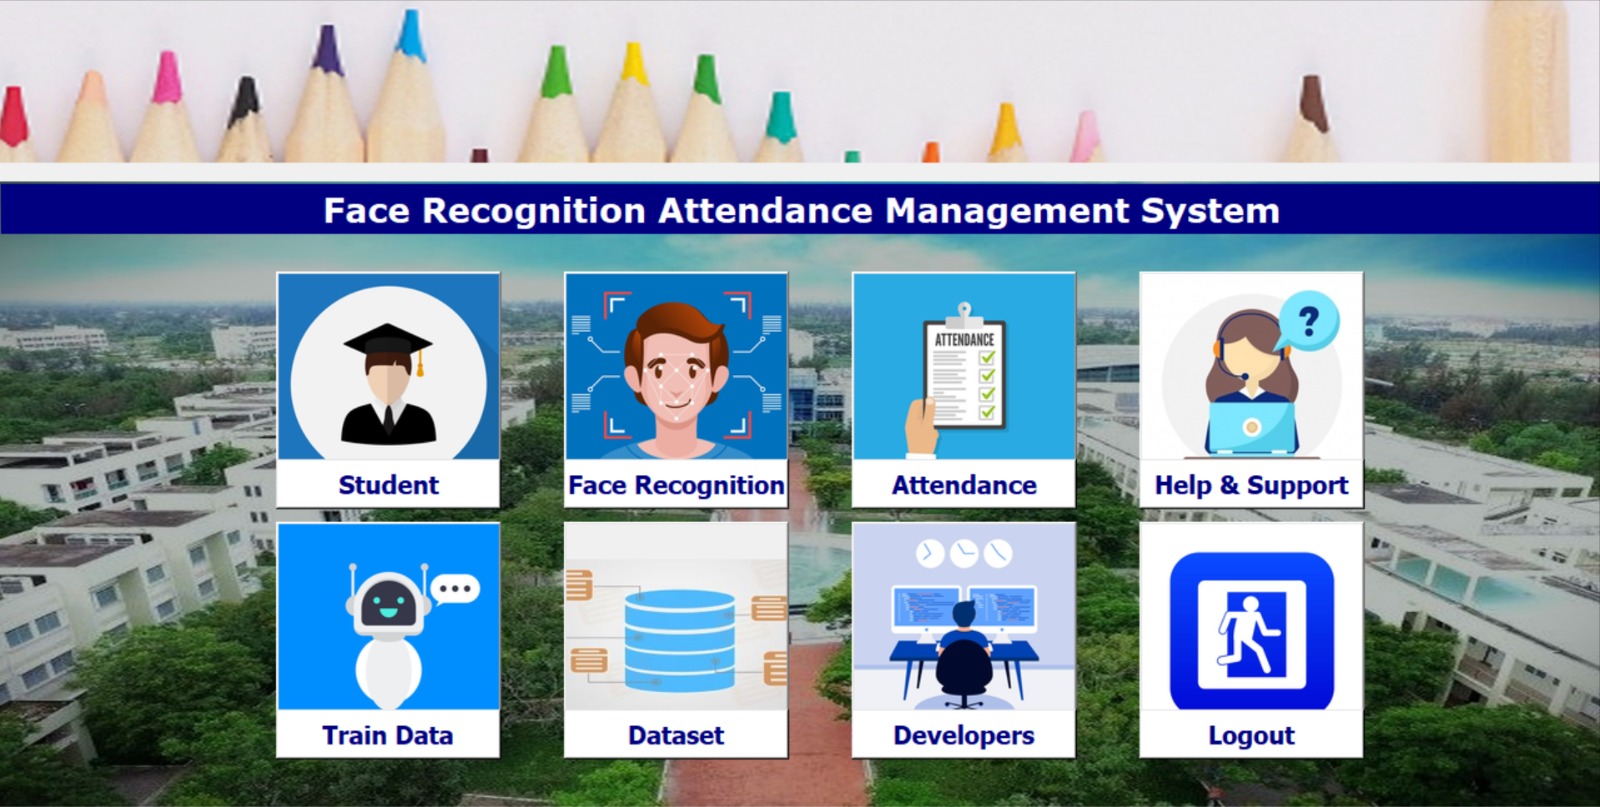 Face Recognition Attendance Management System
ATTENDANCE
?
Student
Face Recognition
Attendance
Help & Support
Train Data
Dataset
Developers
Logout